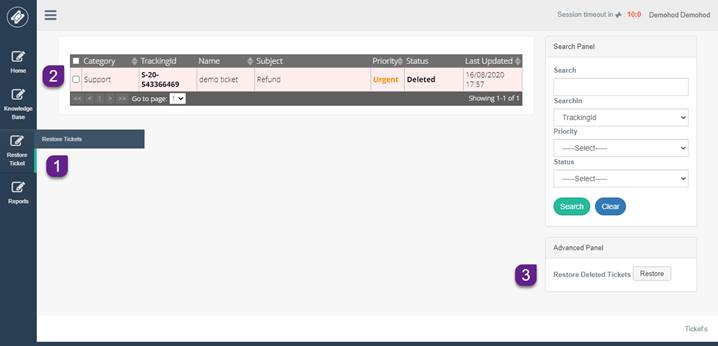 Session timeout in 10:0 Demohod Demohod
Home
Knowledge
Base
Restore
Ticket
Restore Tickets
1
Reports
2
Category TrackingId Name Subject Priority Status Last Updated
Support S-20-543366469 demo ticket Refund Urgent Deleted 16/08/2020 17:57
<< < 1 > >> Go to page: 1 Showing 1-1 of 1
Search Panel
Search
SearchIn
TrackingId
Priority
-----Select-----
Status
-----Select-----
Search Clear
Advanced Panel
3
Restore Deleted Tickets Restore
Ticket's